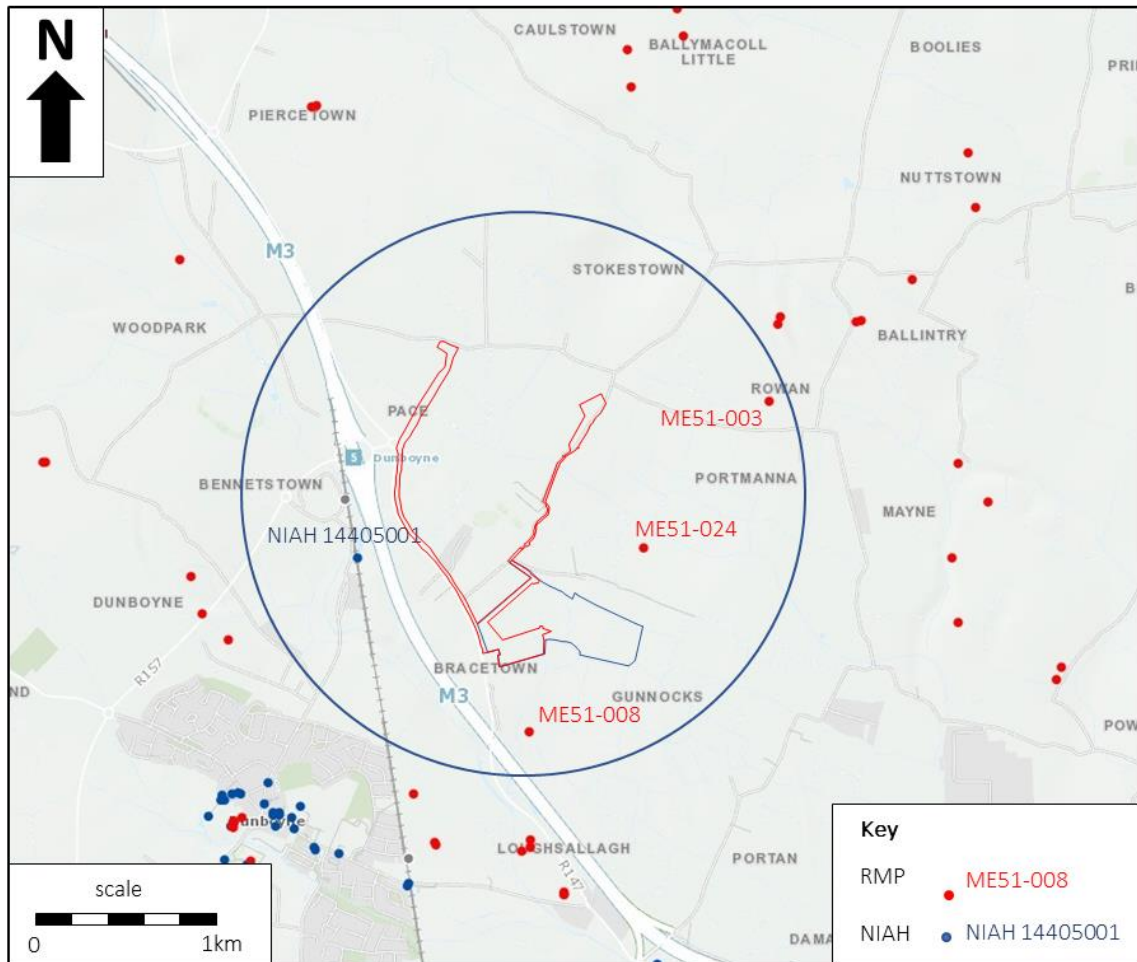 N
CAULSTOWN
BALLYMACOLL
LITTLE
BOOLIES
PRI
PIERCETOWN
NUTTSTOWN
M3
STOKESTOWN
B
WOODPARK
BALLINTRY
ROWAN
PACE
ME51-003
S Dunboyne
BENNETSTOWN
PORTMANNA
MAYNE
NIAH 14405001
ME51-024
DUNBOYNE
R157
BRACETOWN
ND
M3
GUNNOCKS
ME51-008
POW
Dunboyne
LOUGHSALLAGH
R147
PORTAN
DAMA
scale
0 1km
Key
RMP ME51-008
NIAH NIAH 14405001